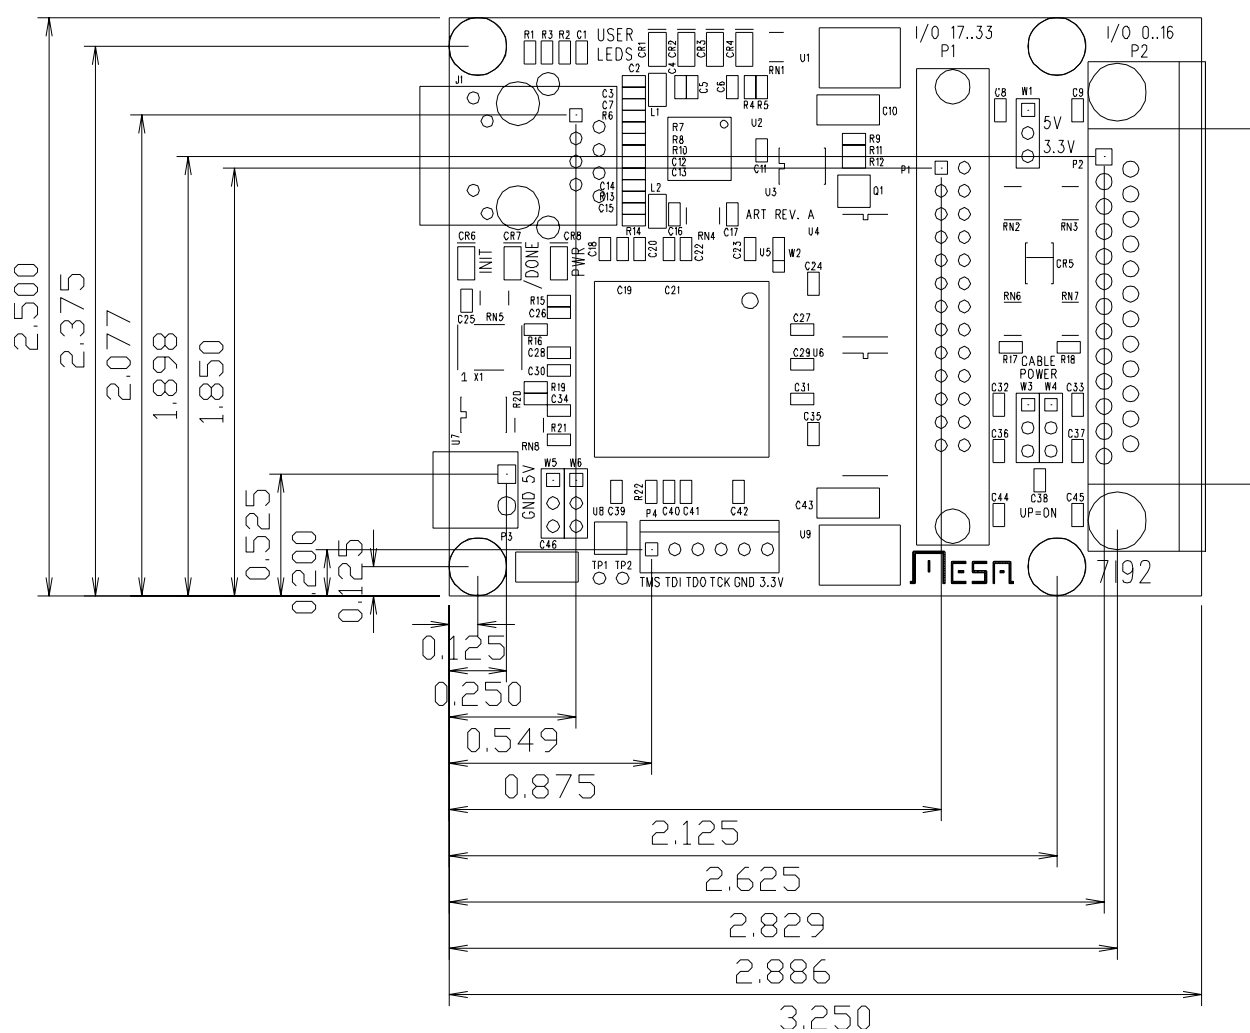 I/O 17..33
I/O 0..16
P1
P2
R1 R3 R2 C1
USER
LEDS
CR1 CR2 CR3 CR4
RN1
U1
J1
C2
C4
C5
C6
R4 R5
C3
C7
R6
L1
C10
C8
W1
C9
5V
3.3V
R7
R8
R10
C12
C13
U2
C11
U3
R9
R11
R12
Q1
P1
P2
C14
R13
C15
L2
C16
RN4
C17
ART REV. A
U4
RN2
RN3
CR6
CR7
CR8
INIT
/DONE
PWR
C18
R14
C20
C22
C23
U5
W2
C24
CR5
C19
C21
C25
RN5
R15
C26
R16
C28
C30
C27
C29
U6
C31
C35
RN6
RN7
R17
R18
CABLE
POWER
1 X1
R19
R20
C34
R21
RN8
U7
C32
W3 W4
C33
C36
C37
C38
UP=ON
C44
C45
GND 5V
W5 W6
P3
C46
U8
C39
R22
P4
C40
C41
C42
C43
U9
TP1 TP2
TMS TDI TDO TCK GND 3.3V
MESA
7I92
2.500
2.375
2.077
1.898
1.850
0.525
0.200
0.125
0.125
0.250
0.549
0.875
2.125
2.625
2.829
2.886
3.250